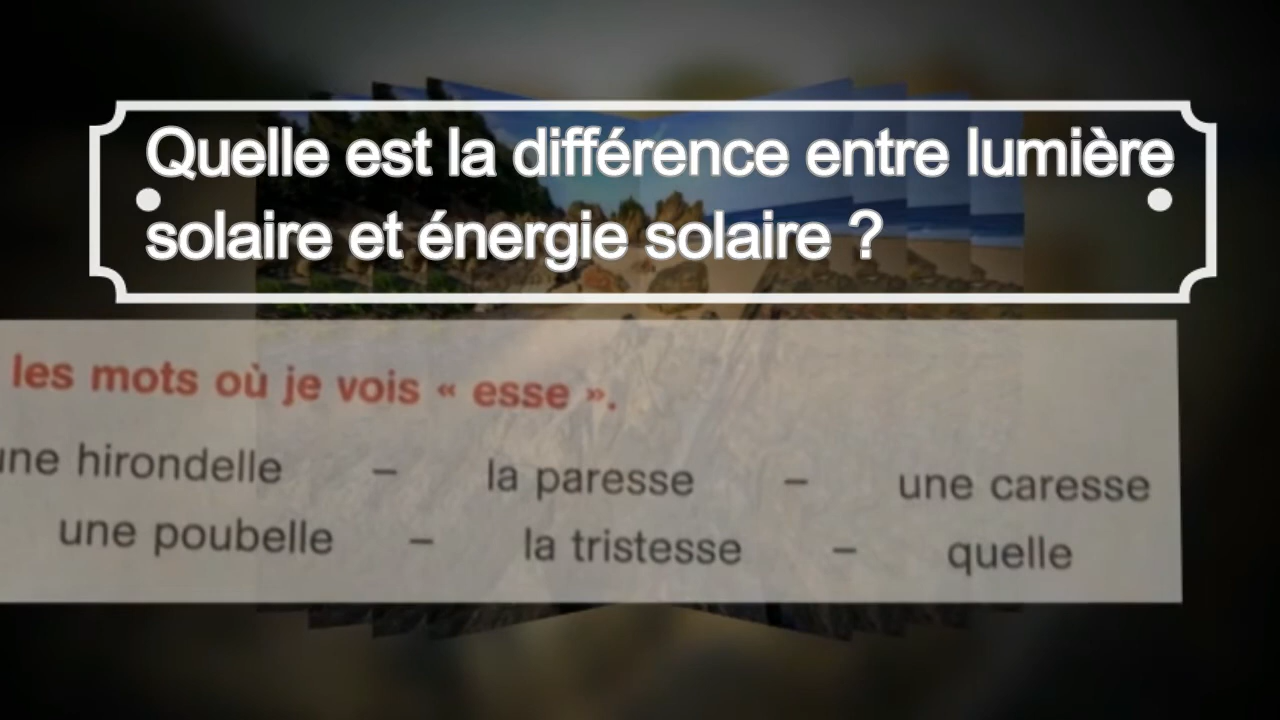 Quelle est la différence entre lumière
solaire et énergie solaire ?
les mots où je vois « esse ».
une hirondelle – la paresse – une caresse
une poubelle – la tristesse – quelle